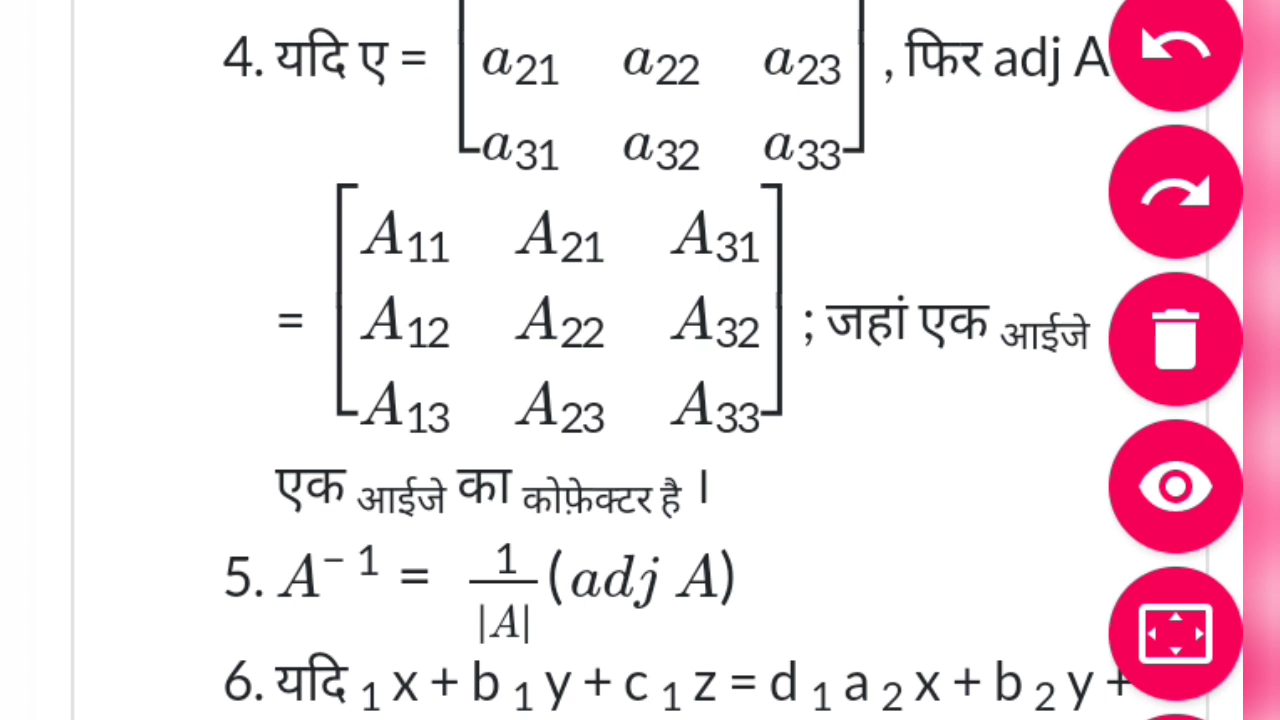 4. यदि ए = [ a21 a22 a23 ] , फिर adj A
a31 a32 a33
[ A11 A21 A31 ]
= [ A12 A22 A32 ] ; जहां एक आईजे
[ A13 A23 A33 ]
एक आईजे का कोफ़ेक्टर है ।
5. A⁻¹ = 1/|A| (adj A)
6. यदि 1 x + b 1 y + c 1 z = d 1 a 2 x + b 2 y +